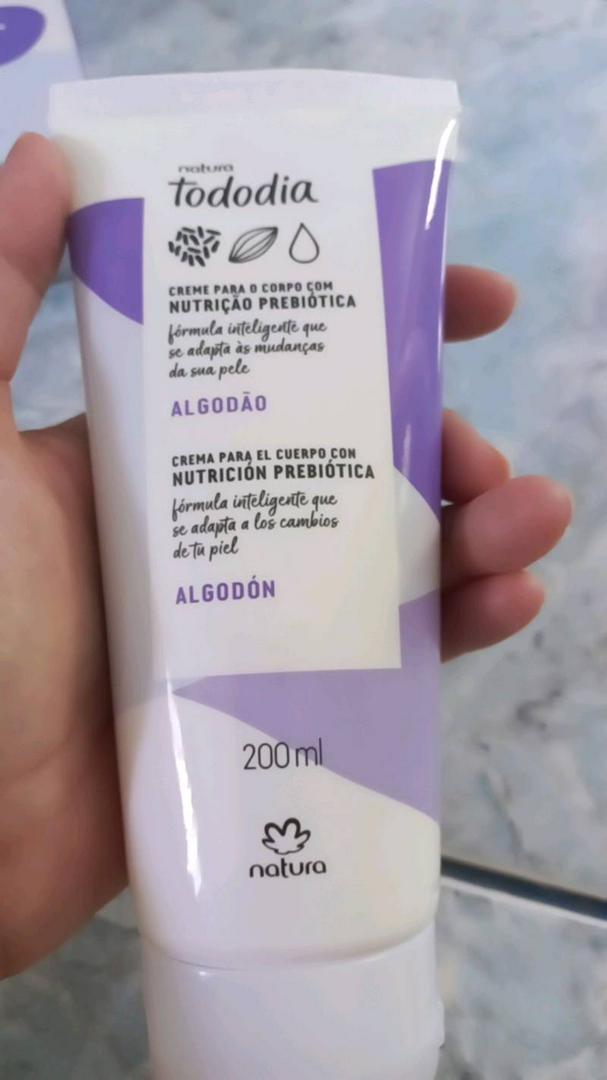 natura
tododia
CREME PARA O CORPO COM
NUTRIÇÃO PREBIÓTICA
fórmula inteligente que
se adapta às mudanças
da sua pele
ALGODÃO
CREMA PARA EL CUERPO CON
NUTRICIÓN PREBIÓTICA
fórmula inteligente que
se adapta a los cambios
de tu piel
ALGODÓN
200 ml
natura